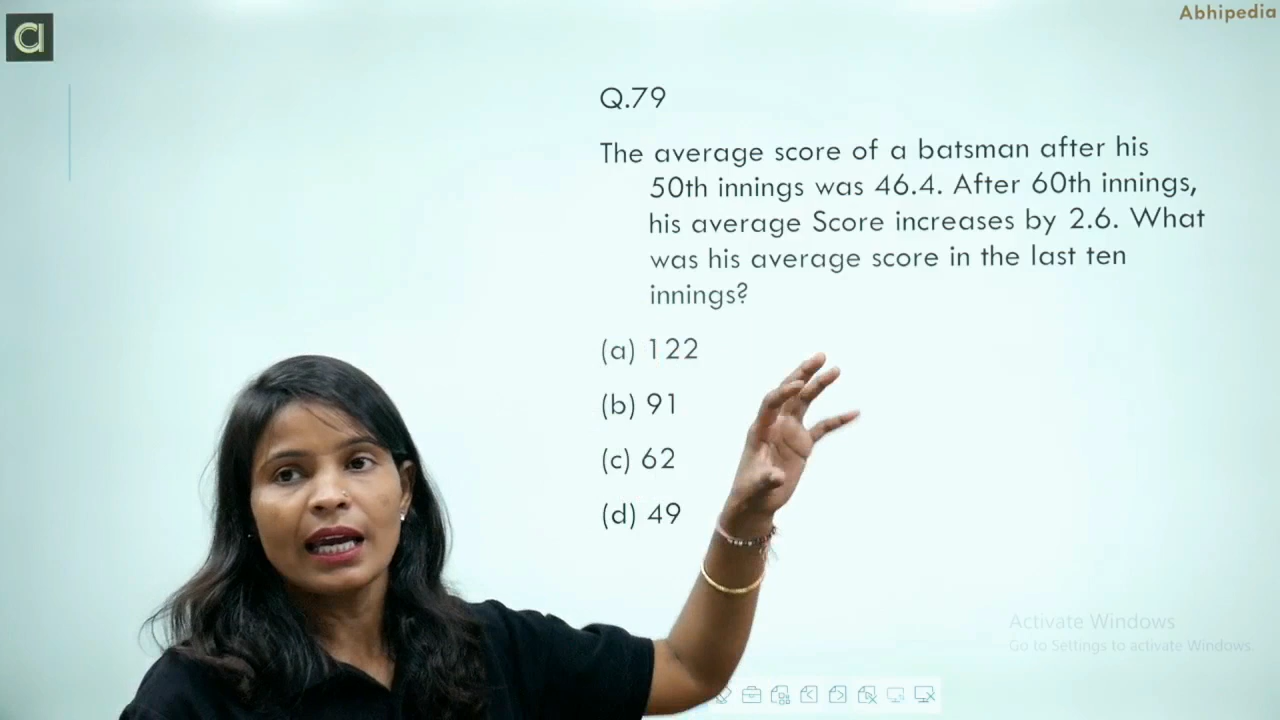 Abhipedia
Q.79
The average score of a batsman after his
50th innings was 46.4. After 60th innings,
his average Score increases by 2.6. What
was his average score in the last ten
innings?
(a) 122
(b) 91
(c) 62
(d) 49
Activate Windows
Go to Settings to activate Windows.